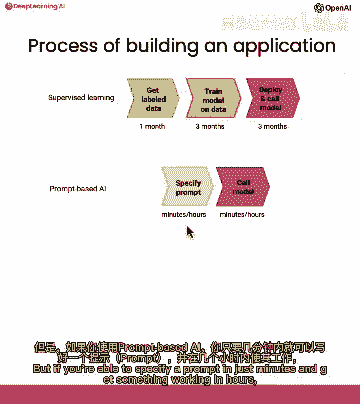 DeepLearning.AI
OpenAI
Process of building an application
Supervised learning
Get
labeled
data
Train
model
on data
Deploy
& call
model
1 month
3 months
3 months
Prompt-based AI
Specify
prompt
Call
model
minutes/hours
minutes/hours
但是，如果你使用Prompt-based AI，你只要几分钟内就可以写
好一个提示（Prompt），并在几个小时内使其工作，
But if you're able to specify a prompt in just minutes and g
et something working in hours,